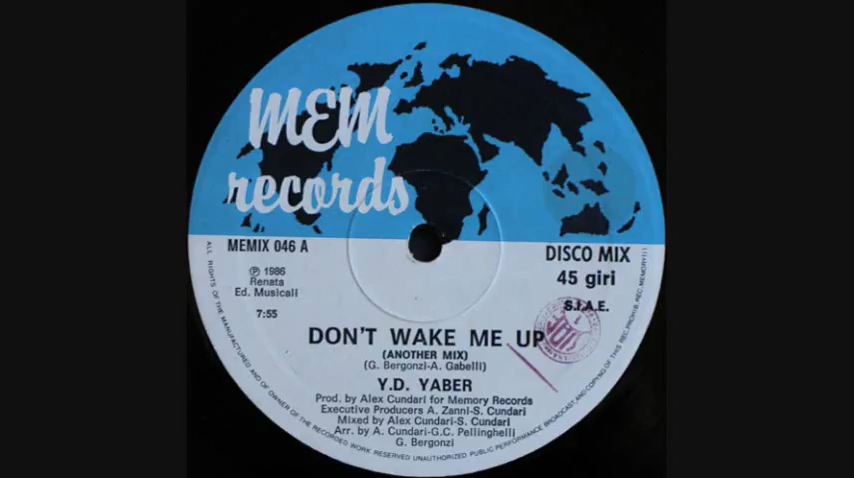 MEM
records
MEMIX 046 A
DISCO MIX
℗ 1986
45 giri
Renata
Ed. Musicali
S.I.A.E.
7:55
DON'T WAKE ME UP
(ANOTHER MIX)
(G. Bergonzi-A. Gabelli)
Y.D. YABER
Prod. by Alex Cundari for Memory Records
Executive Producers A. Zanni-S. Cundari
Mixed by Alex Cundari-S. Cundari
Arr. by A. Cundari-G.C. Pellinghelli
G. Bergonzi
ALL RIGHTS OF THE MANUFACTURED AND OF OWNER OF THE RECORDED WORK RESERVED UNAUTHORIZED PUBLIC PERFORMANCE BROADCAST, AND COPYING OF THIS REC. PROHIB. REC. MEMORY